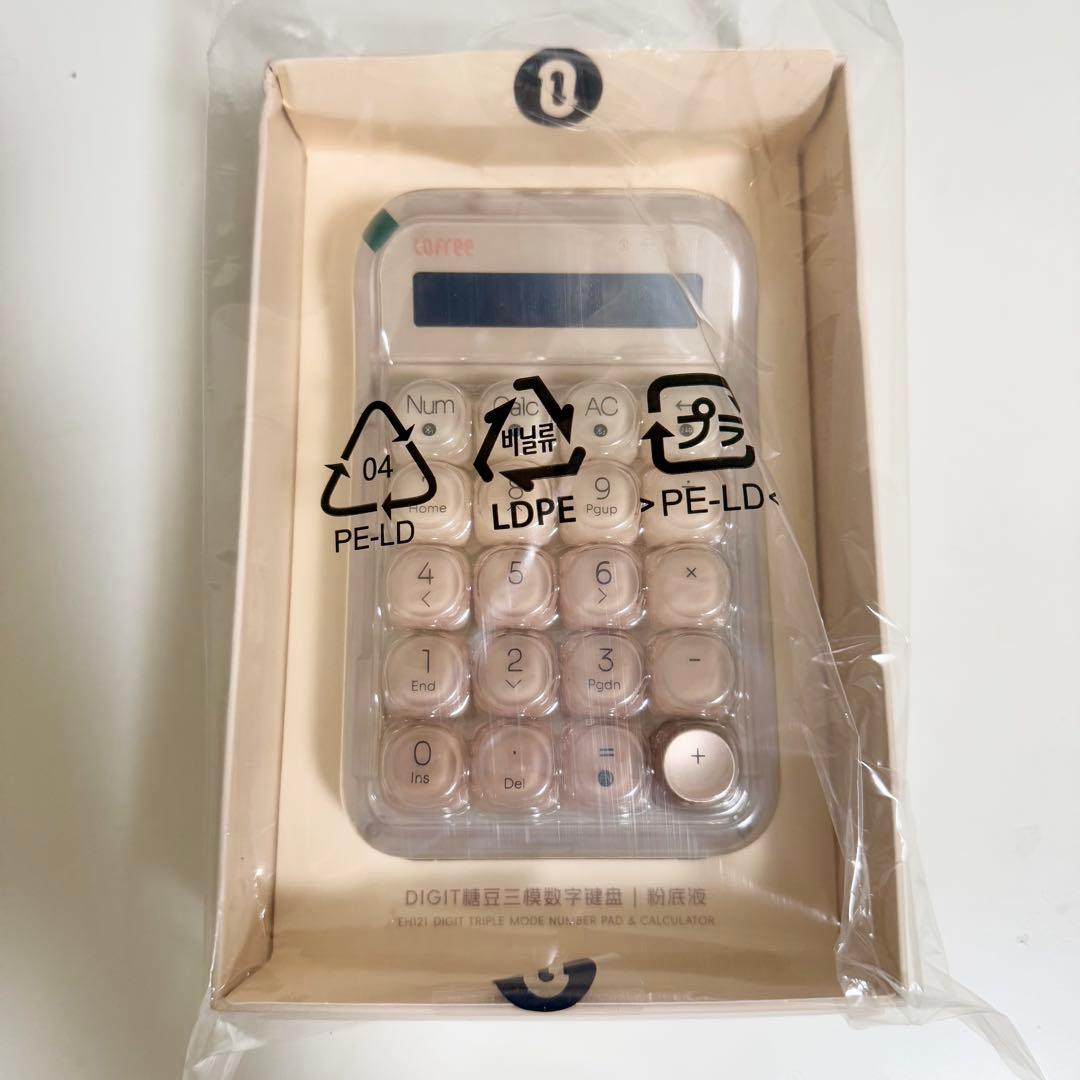 LOFREE
Num
Calc
AC
04
PE-LD
비닐류
LDPE
プラ
>PE-LD<
Home
8
9
Pgup
4
<
5
6
>
×
1
End
2
3
Pgdn
-
0
Ins
.
Del
=
+
DIGIT糖豆三模数字键盘 | 粉底液
EH121 DIGIT TRIPLE MODE NUMBER PAD & CALCULATOR